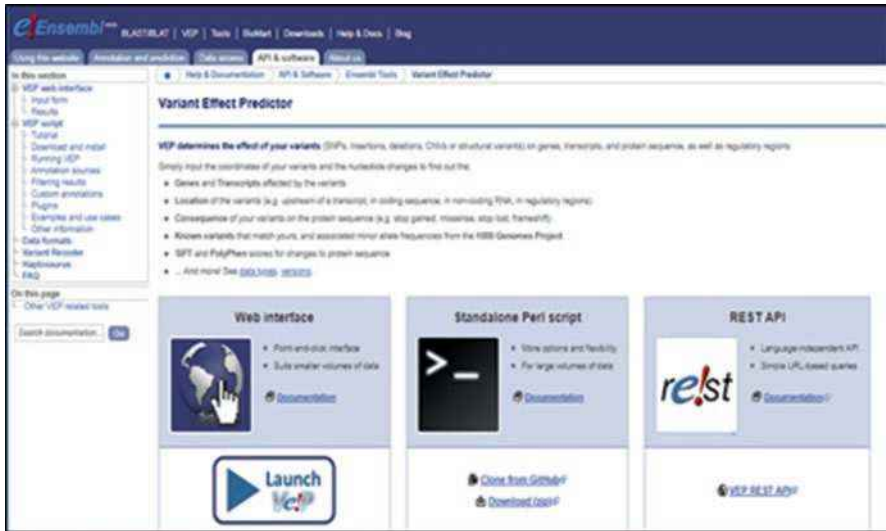 e!Ensembl
BLAST/BLAT | VEP | Tools | BioMart | Downloads | Help & Docs | Blog
Using this website Annotation and prediction Data access API & software About us
In this section
VEP web interface
Input form
Results
VEP script
Tutorial
Download and install
Running VEP
Annotation sources
Filtering results
Custom annotations
Plugins
Examples and use cases
Other information
Data formats
Variant Recoder
Haplosaurus
FAQ
On this page
Other VEP related tools
Search documentation... Go
Help & Documentation API & Software Ensembl Tools Variant Effect Predictor
Variant Effect Predictor
VEP determines the effect of your variants (SNPs, insertions, deletions, CNVs or structural variants) on genes, transcripts, and protein sequence, as well as regulatory regions.
Simply input the coordinates of your variants and the nucleotide changes to find out the:
Genes and Transcripts affected by the variants
Location of the variants (e.g. upstream of a transcript, in coding sequence, in non-coding RNA, in regulatory regions)
Consequence of your variants on the protein sequence (e.g. stop gained, missense, stop lost, frameshift)
Known variants that match yours, and associated minor allele frequencies from the 1000 Genomes Project
SIFT and PolyPhen scores for changes to protein sequence
... And more! See data types, versions.
Web interface
Point-and-click interface
Suits smaller volumes of data
Documentation
Launch
Ve!P
Standalone Perl script
>_
More options and flexibility
For large volumes of data
Documentation
Clone from GitHub
Download (zip)
REST API
re!st
Language-independent API
Simple URL-based queries
Documentation
VEP REST API